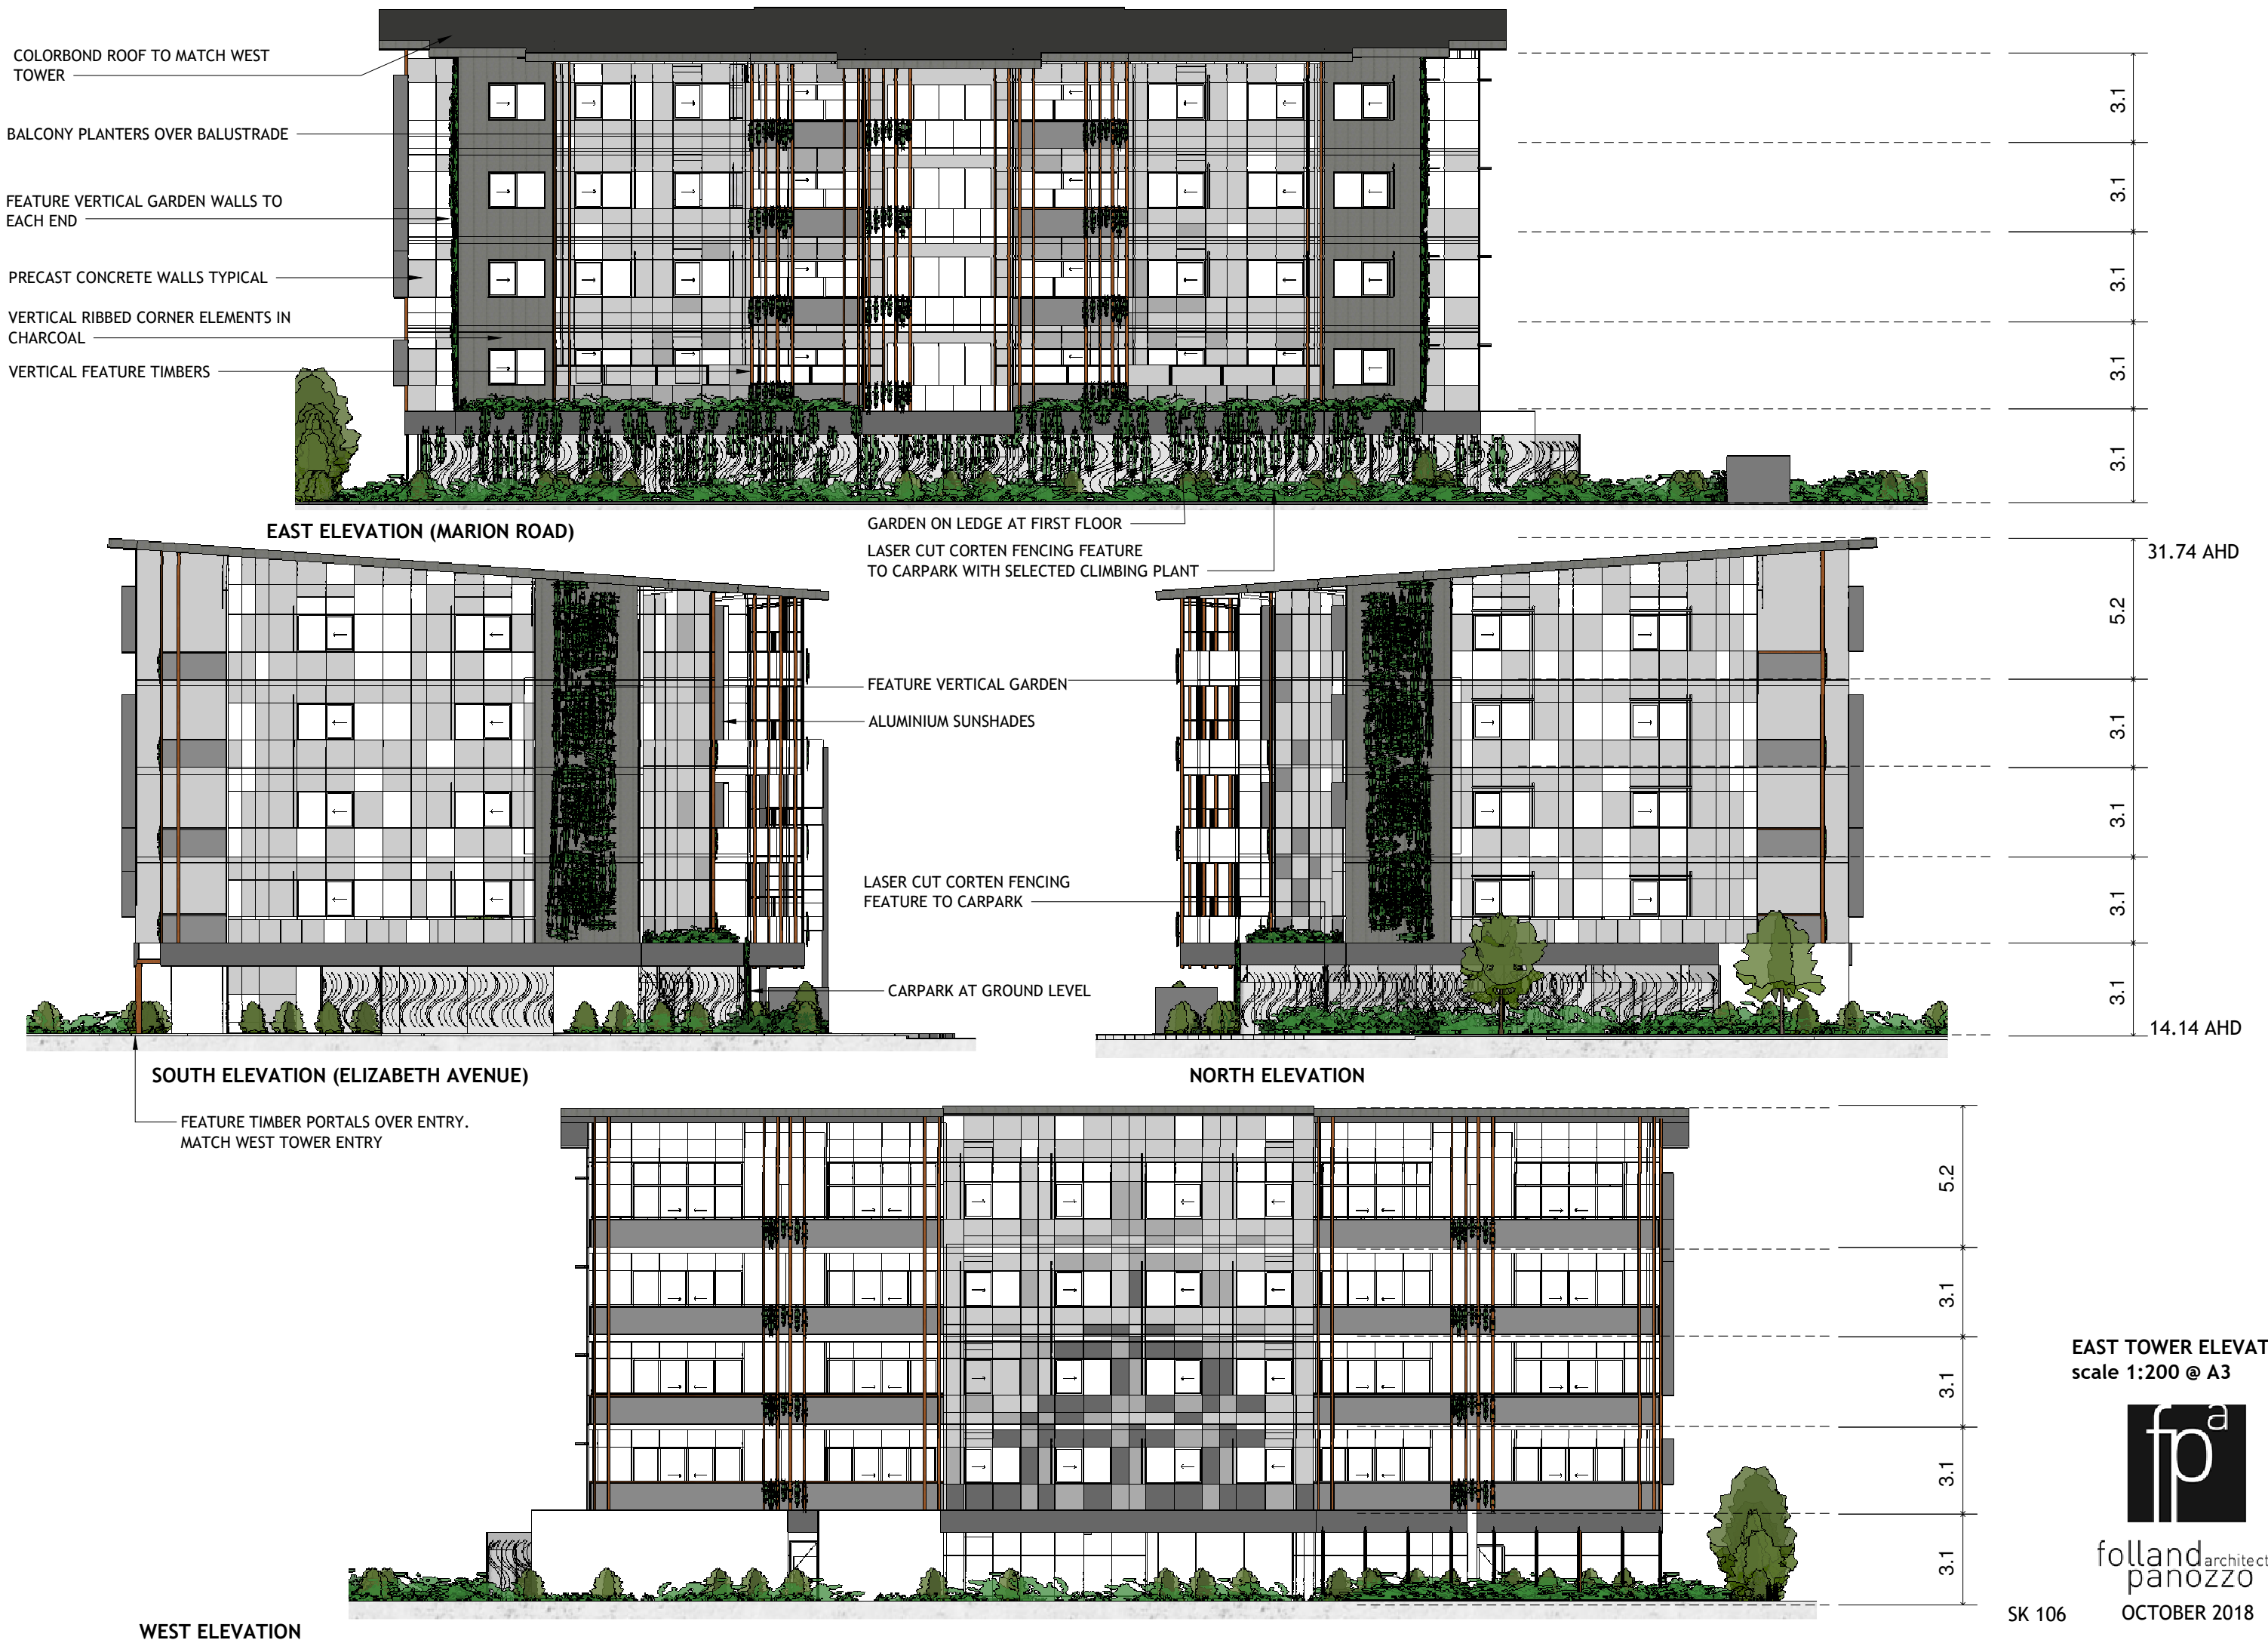 COLORBOND ROOF TO MATCH WEST
TOWER
BALCONY PLANTERS OVER BALUSTRADE
FEATURE VERTICAL GARDEN WALLS TO
EACH END
PRECAST CONCRETE WALLS TYPICAL
VERTICAL RIBBED CORNER ELEMENTS IN
CHARCOAL
VERTICAL FEATURE TIMBERS
3.1
3.1
3.1
3.1
3.1
EAST ELEVATION (MARION ROAD)
GARDEN ON LEDGE AT FIRST FLOOR
LASER CUT CORTEN FENCING FEATURE
TO CARPARK WITH SELECTED CLIMBING PLANT
31.74 AHD
5.2
3.1
3.1
3.1
3.1
14.14 AHD
FEATURE VERTICAL GARDEN
ALUMINIUM SUNSHADES
LASER CUT CORTEN FENCING
FEATURE TO CARPARK
CARPARK AT GROUND LEVEL
SOUTH ELEVATION (ELIZABETH AVENUE)
NORTH ELEVATION
FEATURE TIMBER PORTALS OVER ENTRY.
MATCH WEST TOWER ENTRY
5.2
3.1
3.1
3.1
3.1
WEST ELEVATION
EAST TOWER ELEVAT
scale 1:200 @ A3
fpa
folland architect
panozzo
SK 106
OCTOBER 2018